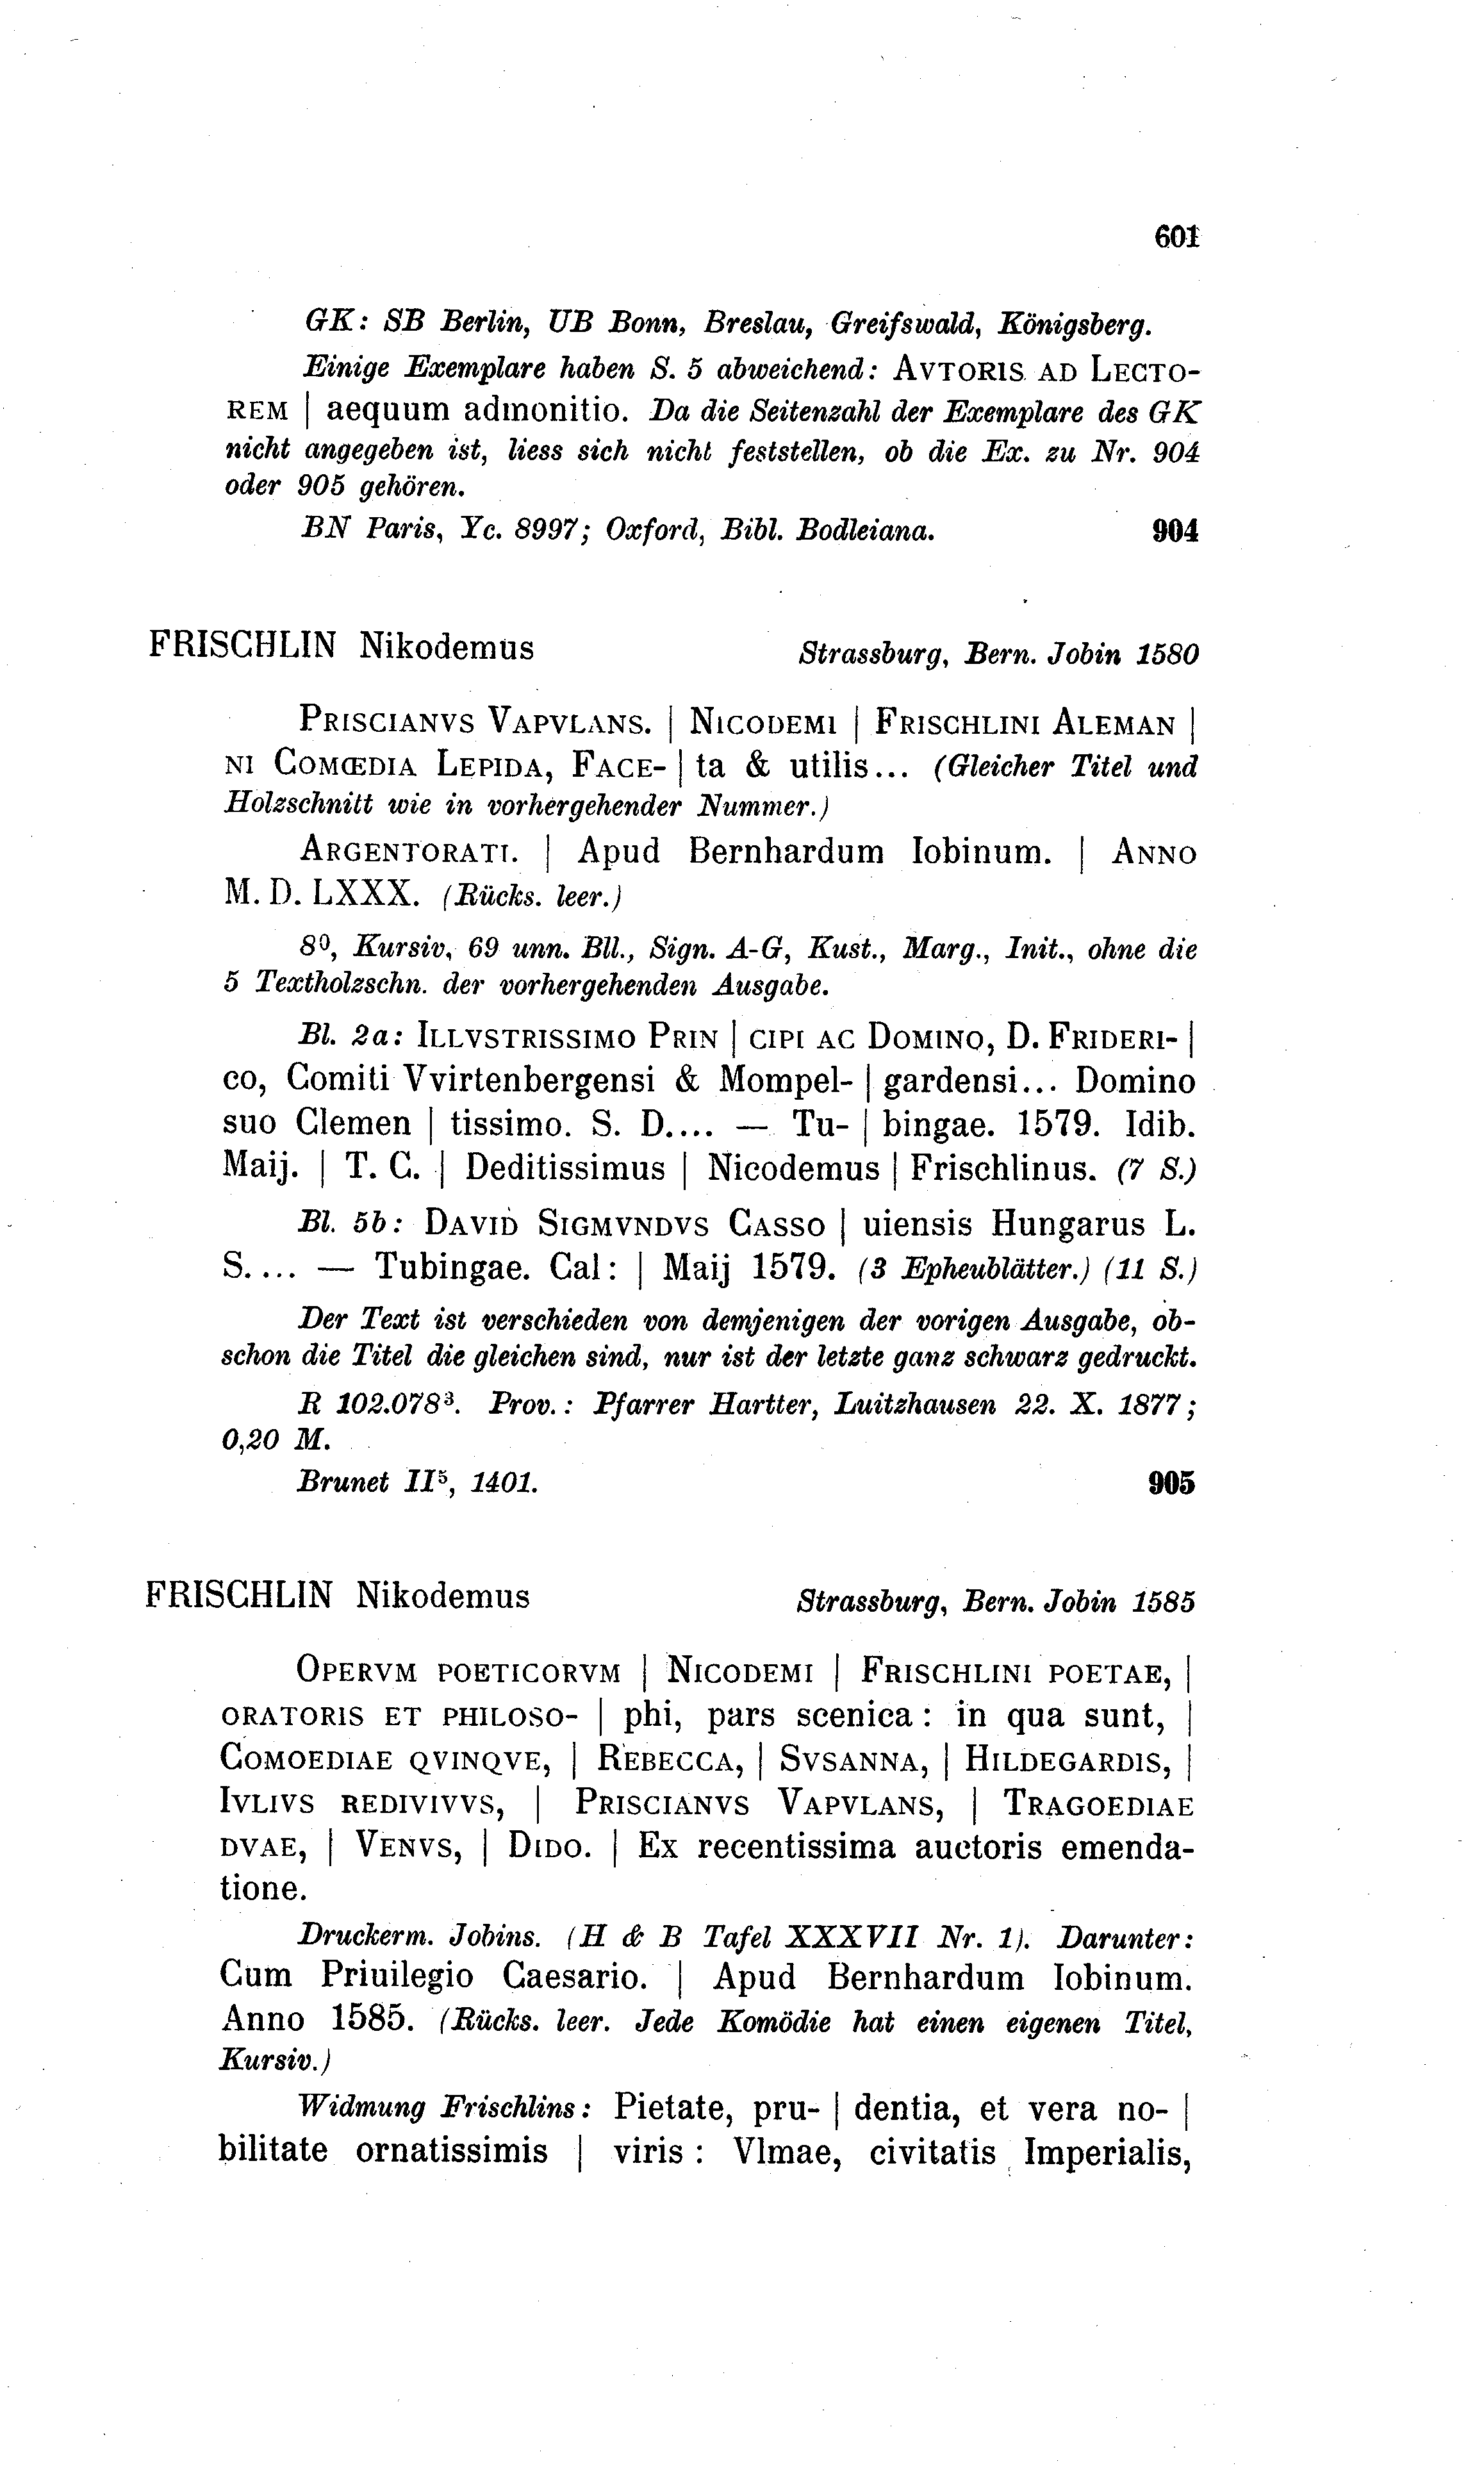 601
GK: SB Berlin, UB Bonn, Breslau, Greifswald, Königsberg.
Einige Exemplare haben S. 5 abweichend: AVTORIS AD LECTO-
REM | aequum admonitio. Da die Seitenzahl der Exemplare des GK
nicht angegeben ist, liess sich nicht feststellen, ob die Ex. zu Nr. 904
oder 905 gehören.
BN Paris, Yc. 8997; Oxford, Bibl. Bodleiana. 904
FRISCHLIN Nikodemus Strassburg, Bern. Jobin 1580
PRISCIANVS VAPVLANS. | NICODEMI | FRISCHLINI ALEMAN |
NI COMŒDIA LEPIDA, FACE- | ta & utilis... (Gleicher Titel und
Holzschnitt wie in vorhergehender Nummer.)
ARGENTORATI. | Apud Bernhardum Iobinum. | ANNO
M. D. LXXX. (Rücks. leer.)
8⁰, Kursiv, 69 unn. Bll., Sign. A-G, Kust., Marg., Init., ohne die
5 Textholzschn. der vorhergehenden Ausgabe.
Bl. 2a: ILLVSTRISSIMO PRIN | CIPI AC DOMINO, D. FRIDERI- |
co, Comiti Vvirtenbergensi & Mompel- | gardensi... Domino
suo Clemen | tissimo. S. D.... — Tu- | bingae. 1579. Idib.
Maij. | T. C. | Deditissimus | Nicodemus | Frischlinus. (7 S.)
Bl. 5b: DAVID SIGMVNDVS CASSO | uiensis Hungarus L.
S.... — Tubingae. Cal: | Maij 1579. (3 Epheublätter.) (11 S.)
Der Text ist verschieden von demjenigen der vorigen Ausgabe, ob-
schon die Titel die gleichen sind, nur ist der letzte ganz schwarz gedruckt.
R 102.078³. Prov.: Pfarrer Hartter, Luitzhausen 22. X. 1877;
0,20 M.
Brunet II⁵, 1401. 905
FRISCHLIN Nikodemus Strassburg, Bern. Jobin 1585
OPERVM POETICORVM | NICODEMI | FRISCHLINI POETAE, |
ORATORIS ET PHILOSO- | phi, pars scenica: in qua sunt, |
COMOEDIAE QVINQVE, | REBECCA, | SVSANNA, | HILDEGARDIS, |
IVLIVS REDIVIVVS, | PRISCIANVS VAPVLANS, | TRAGOEDIAE
DVAE, | VENVS, | DIDO. | Ex recentissima auctoris emenda-
tione.
Druckerm. Jobins. (H & B Tafel XXXVII Nr. 1). Darunter:
Cum Priuilegio Caesario. | Apud Bernhardum Iobinum.
Anno 1585. (Rücks. leer. Jede Komödie hat einen eigenen Titel,
Kursiv.)
Widmung Frischlins: Pietate, pru- | dentia, et vera no- |
bilitate ornatissimis | viris : Vlmae, civitatis Imperialis,